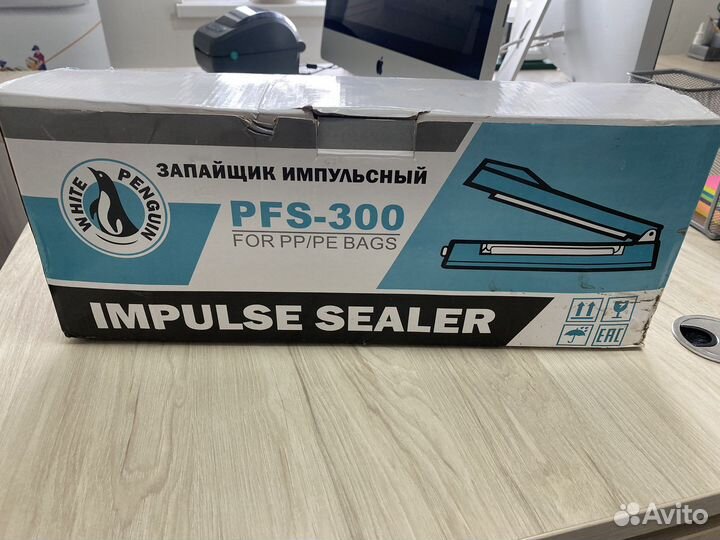 WHITE PENGUIN
ЗАПАЙЩИК ИМПУЛЬСНЫЙ
PFS-300
FOR PP/PE BAGS
IMPULSE SEALER
EAC
Avito